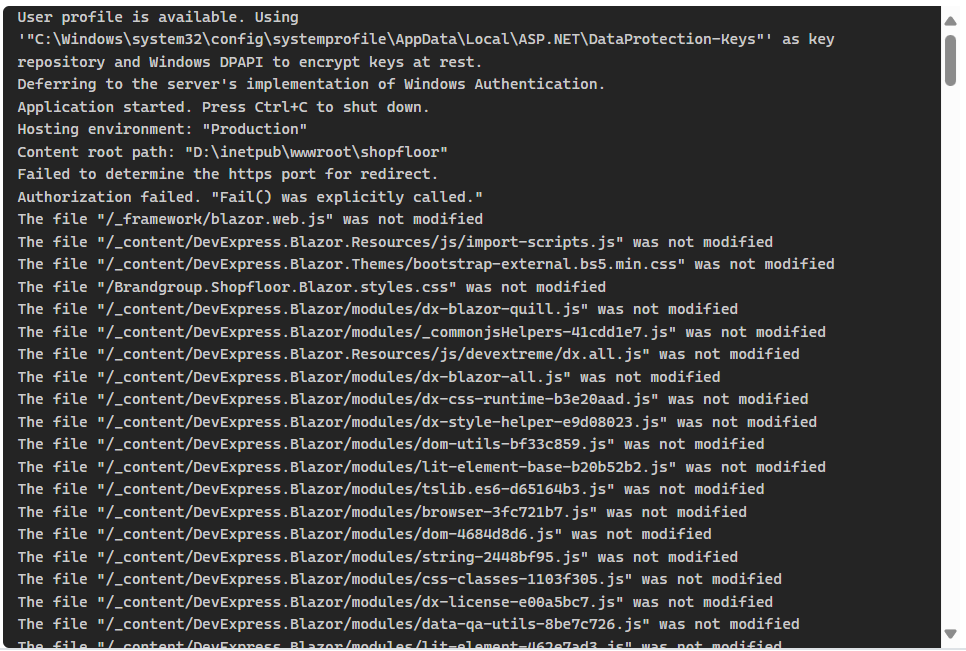 User profile is available. Using
'"C:\Windows\system32\config\systemprofile\AppData\Local\ASP.NET\DataProtection-Keys"' as key
repository and Windows DPAPI to encrypt keys at rest.
Deferring to the server's implementation of Windows Authentication.
Application started. Press Ctrl+C to shut down.
Hosting environment: "Production"
Content root path: "D:\inetpub\wwwroot\shopfloor"
Failed to determine the https port for redirect.
Authorization failed. "Fail() was explicitly called."
The file "/_framework/blazor.web.js" was not modified
The file "/_content/DevExpress.Blazor.Resources/js/import-scripts.js" was not modified
The file "/_content/DevExpress.Blazor.Themes/bootstrap-external.bs5.min.css" was not modified
The file "/Brandgroup.Shopfloor.Blazor.styles.css" was not modified
The file "/_content/DevExpress.Blazor/modules/dx-blazor-quill.js" was not modified
The file "/_content/DevExpress.Blazor/modules/_commonjsHelpers-41cdd1e7.js" was not modified
The file "/_content/DevExpress.Blazor.Resources/js/devextreme/dx.all.js" was not modified
The file "/_content/DevExpress.Blazor/modules/dx-blazor-all.js" was not modified
The file "/_content/DevExpress.Blazor/modules/dx-css-runtime-b3e20aad.js" was not modified
The file "/_content/DevExpress.Blazor/modules/dx-style-helper-e9d08023.js" was not modified
The file "/_content/DevExpress.Blazor/modules/dom-utils-bf33c859.js" was not modified
The file "/_content/DevExpress.Blazor/modules/lit-element-base-b20b52b2.js" was not modified
The file "/_content/DevExpress.Blazor/modules/tslib.es6-d65164b3.js" was not modified
The file "/_content/DevExpress.Blazor/modules/browser-3fc721b7.js" was not modified
The file "/_content/DevExpress.Blazor/modules/dom-4684d8d6.js" was not modified
The file "/_content/DevExpress.Blazor/modules/string-2448bf95.js" was not modified
The file "/_content/DevExpress.Blazor/modules/css-classes-1103f305.js" was not modified
The file "/_content/DevExpress.Blazor/modules/dx-license-e00a5bc7.js" was not modified
The file "/_content/DevExpress.Blazor/modules/data-qa-utils-8be7c726.js" was not modified
The file "/_content/DevExpress.Blazor/modules/lit-element-462e7ad3.js" was not modified